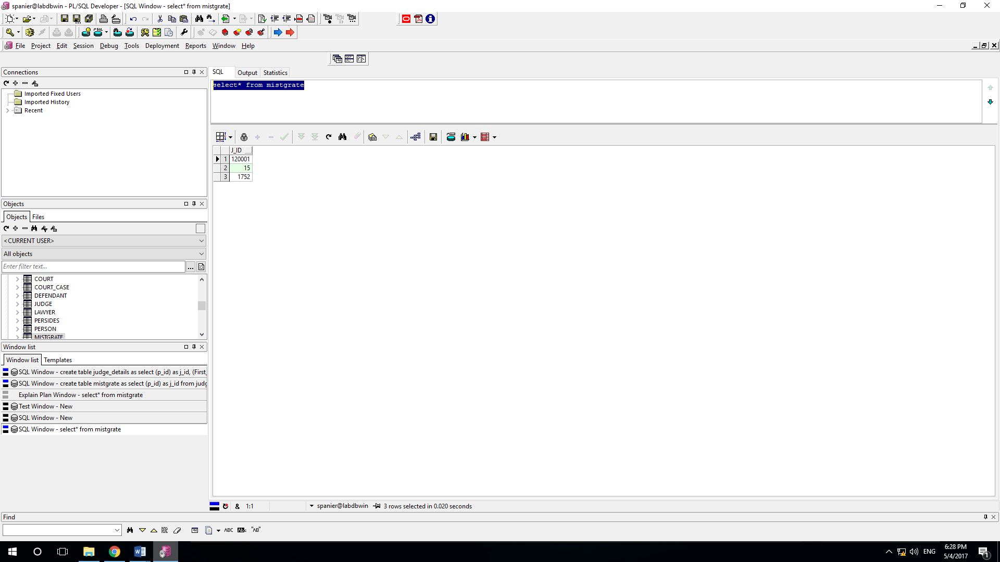 spanier@labdbwin - PL/SQL Developer - [SQL Window - select* from mistgrate]
File Project Edit Session Debug Tools Deployment Reports Window Help
Connections
Imported Fixed Users
Imported History
Recent
Objects
Objects Files
<CURRENT USER>
All objects
Enter filter text...
COURT
COURT_CASE
DEFENDANT
JUDGE
LAWYER
PERSIDES
PERSON
MISTGRATE
Window list
Window list Templates
SQL Window - create table judge_details as select (p_id) as j_id, (First_
SQL Window - create table mistgrate as select (p_id) as j_id from judg
Explain Plan Window - select* from mistgrate
Test Window - New
SQL Window - New
SQL Window - select* from mistgrate
SQL Output Statistics
select* from mistgrate
J_ID
1 120001
2 15
3 1752
& 1:1 spanier@labdbwin 3 rows selected in 0.020 seconds
Find
ABC "AB"
ENG
6:28 PM
5/4/2017
1